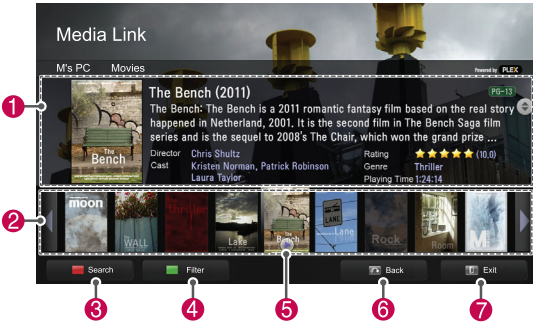 Media Link
M's PC Movies
Powered by PLEX
1
The Bench (2011)
PG-13
The Bench: The Bench is a 2011 romantic fantasy film based on the real story
happened in Netherland, 2001. It is the second film in The Bench Saga film
series and is the sequel to 2008's The Chair, which won the grand prize ...
Director Chris Shultz Rating (10.0)
Cast Kristen Norman, Patrick Robinson Genre Thriller
Laura Taylor Playing Time 1:24:14
The
Bench
2
moon
WALL
thriller
Lake
The
Bench
LANE
Lane
Rock
Room
M
Search Filter Back Exit
3 4 5 6 7